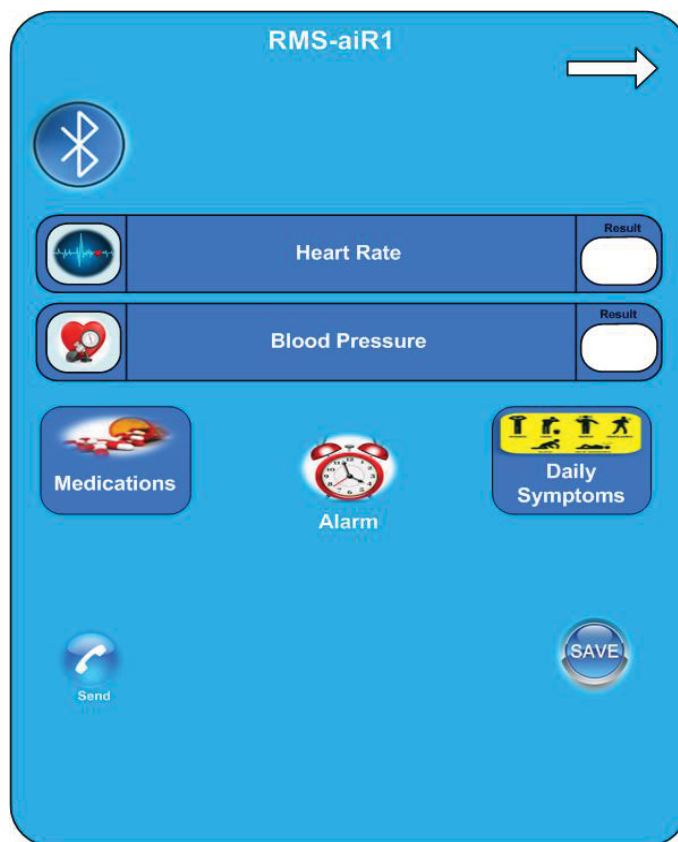 RMS-aiR1
Result
Heart Rate
Result
Blood Pressure
Medications
Alarm
Daily
Symptoms
SAVE
Send